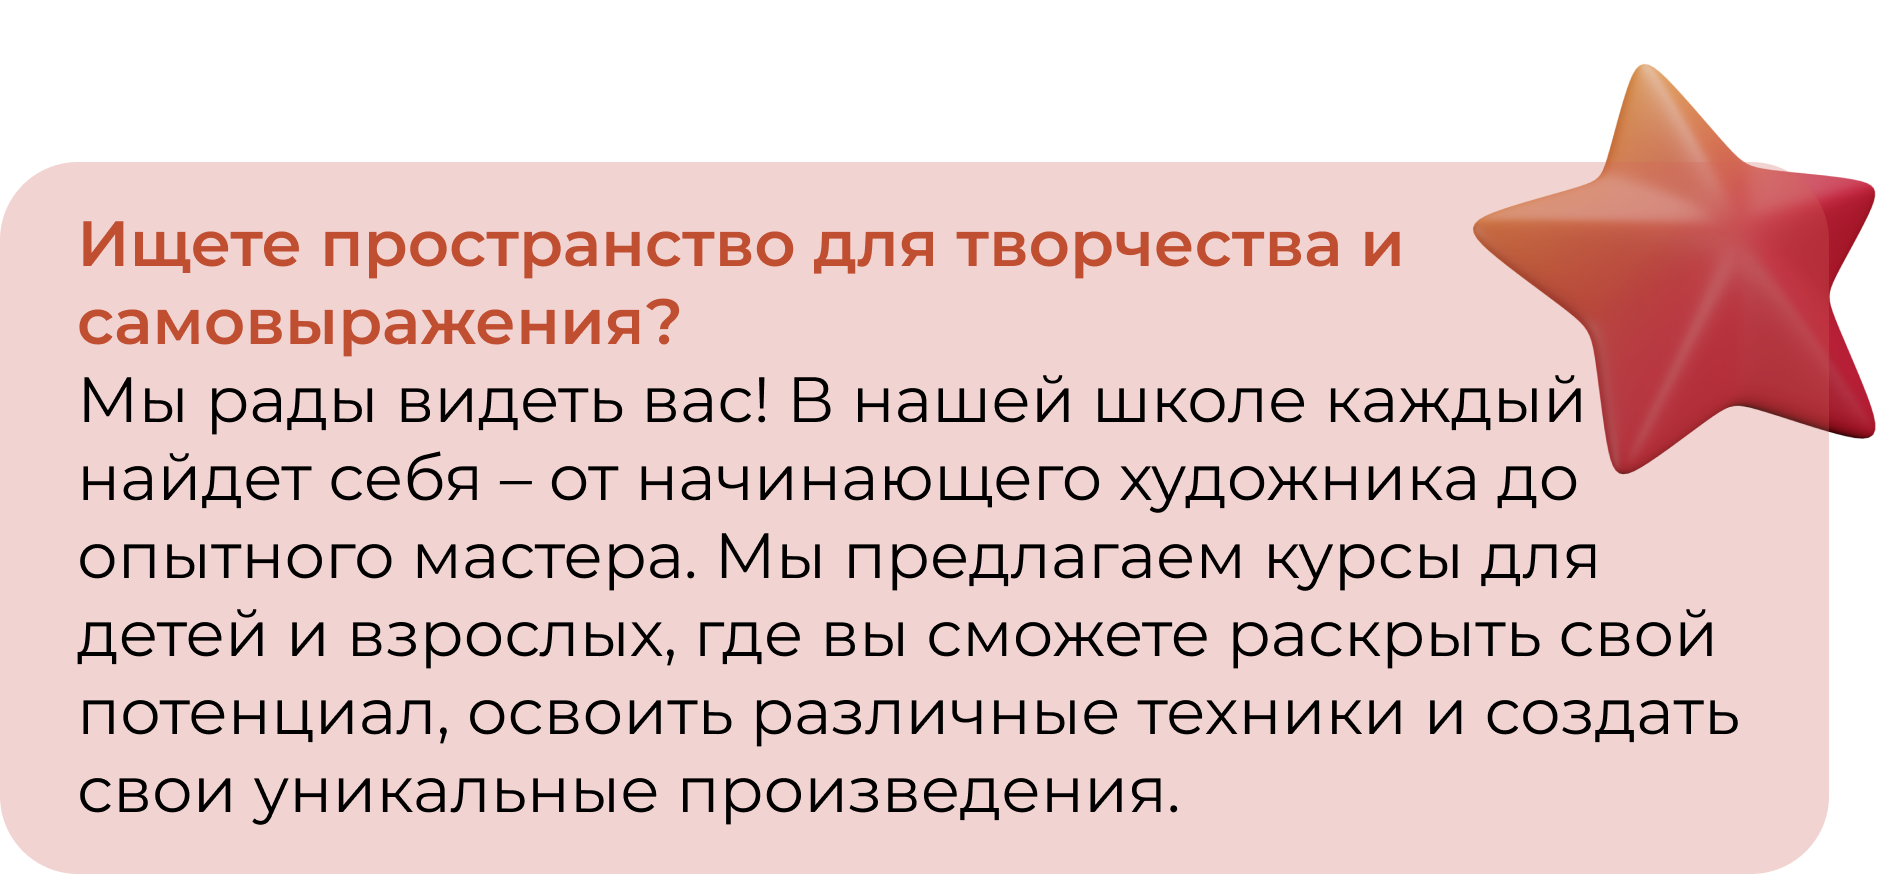 Ищете пространство для творчества и
самовыражения?
Мы рады видеть вас! В нашей школе каждый
найдет себя – от начинающего художника до
опытного мастера. Мы предлагаем курсы для
детей и взрослых, где вы сможете раскрыть свой
потенциал, освоить различные техники и создать
свои уникальные произведения.